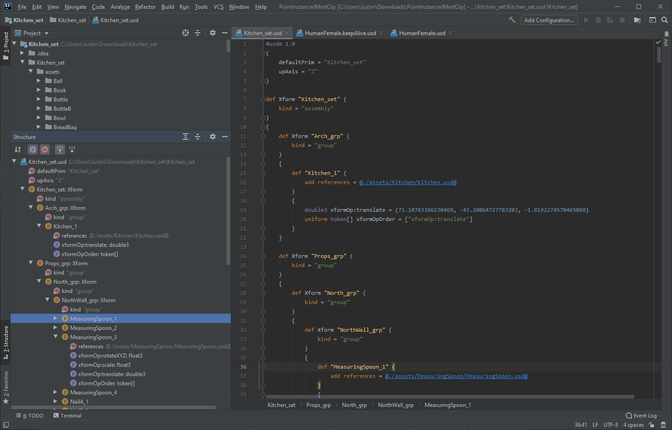 File Edit View Navigate Code Analyze Refactor Build Run Tools VCS Window Help PointInstancedMedCity [C:\Users\Justin\Downloads\PointInstancedMedCity] - ...\Kitchen_set\Kitchen_set.usd [Kitchen_set]
Kitchen_set Kitchen_set Kitchen_set.usd Add Configuration...
Project
Kitchen_set.usd Kitchen Female.keepAlive.usd HumanFemale.usd
Kitchen_set C:\Users\Justin\Downloads\Kitchen_set
.idea
Kitchen_set
assets
Ball
Book
Bottle
BottleB
Bowl
BreadBag
Structure
Kitchen_set.usd C:\Users\Justin\Downloads\Kitchen_set\Kitchen_set
defaultPrim "Kitchen_set"
upAxis "Z"
Kitchen_set: Xform
kind "assembly"
Arch_grp: Xform
kind "group"
Kitchen_1
references @./assets/Kitchen/Kitchen.usd@
xformOp:translate: double3
xformOpOrder: token[]
Props_grp: Xform
kind "group"
North_grp: Xform
kind "group"
NorthWall_grp: Xform
kind "group"
MeasuringSpoon_1
MeasuringSpoon_2
MeasuringSpoon_3
references @./assets/MeasuringSpoon/MeasuringSpoon.usd@
xformOp:rotateXYZ: float3
xformOp:scale: float3
xformOp:translate: double3
xformOpOrder: token[]
MeasuringSpoon_4
NailA_1
#usda 1.0
(
defaultPrim = "Kitchen_set"
upAxis = "Z"
)
def Xform "Kitchen_set" (
kind = "assembly"
)
{
def Xform "Arch_grp" (
kind = "group"
)
{
def "Kitchen_1" (
add references = @./assets/Kitchen/Kitchen.usd@
)
{
double3 xformOp:translate = (71.10783386230469, -43.28064727783203, -1.8192274570465088)
uniform token[] xformOpOrder = ["xformOp:translate"]
}
}
def Xform "Props_grp" (
kind = "group"
)
{
def Xform "North_grp" (
kind = "group"
)
{
def Xform "NorthWall_grp" (
kind = "group"
)
{
def "MeasuringSpoon_1" (
add references = @./assets/MeasuringSpoon/MeasuringSpoon.usd@
)
{
Kitchen_set Props_grp North_grp NorthWall_grp MeasuringSpoon_1
6: TODO Terminal Event Log
36:41 LF UTF-8 4 spaces
1: Project
Z: Structure
2: Favorites